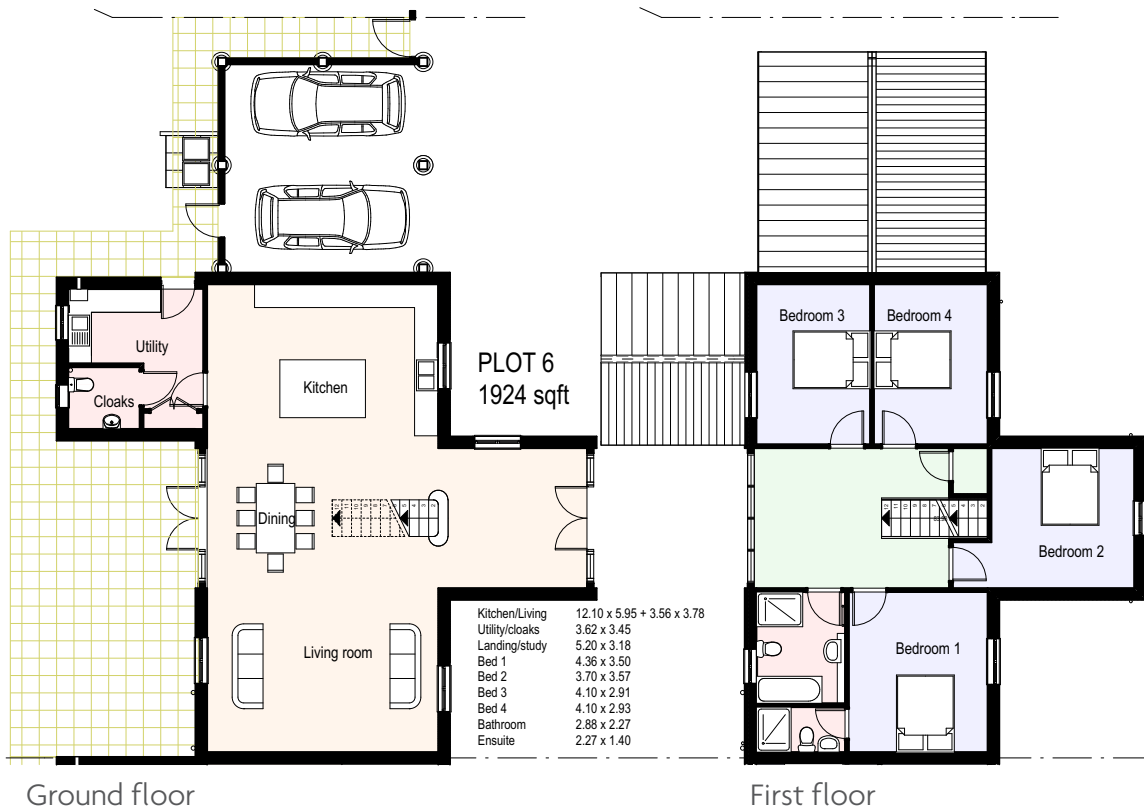 Utility
Cloaks
Kitchen
PLOT 6
1924 sqft
Dining
Living room
Kitchen/Living 12.10 x 5.95 + 3.56 x 3.78
Utility/cloaks 3.62 x 3.45
Landing/study 5.20 x 3.18
Bed 1 4.36 x 3.50
Bed 2 3.70 x 3.57
Bed 3 4.10 x 2.91
Bed 4 4.10 x 2.93
Bathroom 2.88 x 2.27
Ensuite 2.27 x 1.40
Bedroom 3
Bedroom 4
Bedroom 2
Bedroom 1
Ground floor
First floor